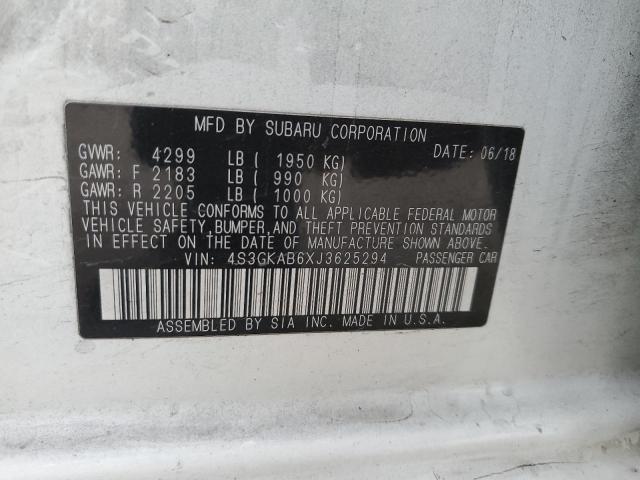 MFD BY SUBARU CORPORATION
GVWR: 4299 LB ( 1950 KG) DATE: 06/18
GAWR: F 2183 LB ( 990 KG)
GAWR: R 2205 LB ( 1000 KG)
THIS VEHICLE CONFORMS TO ALL APPLICABLE FEDERAL MOTOR
VEHICLE SAFETY, BUMPER, AND THEFT PREVENTION STANDARDS
IN EFFECT ON THE DATE OF MANUFACTURE SHOWN ABOVE.
VIN: 4S3GKAB6XJ3625294 PASSENGER CAR
ASSEMBLED BY SIA INC. MADE IN U.S.A.